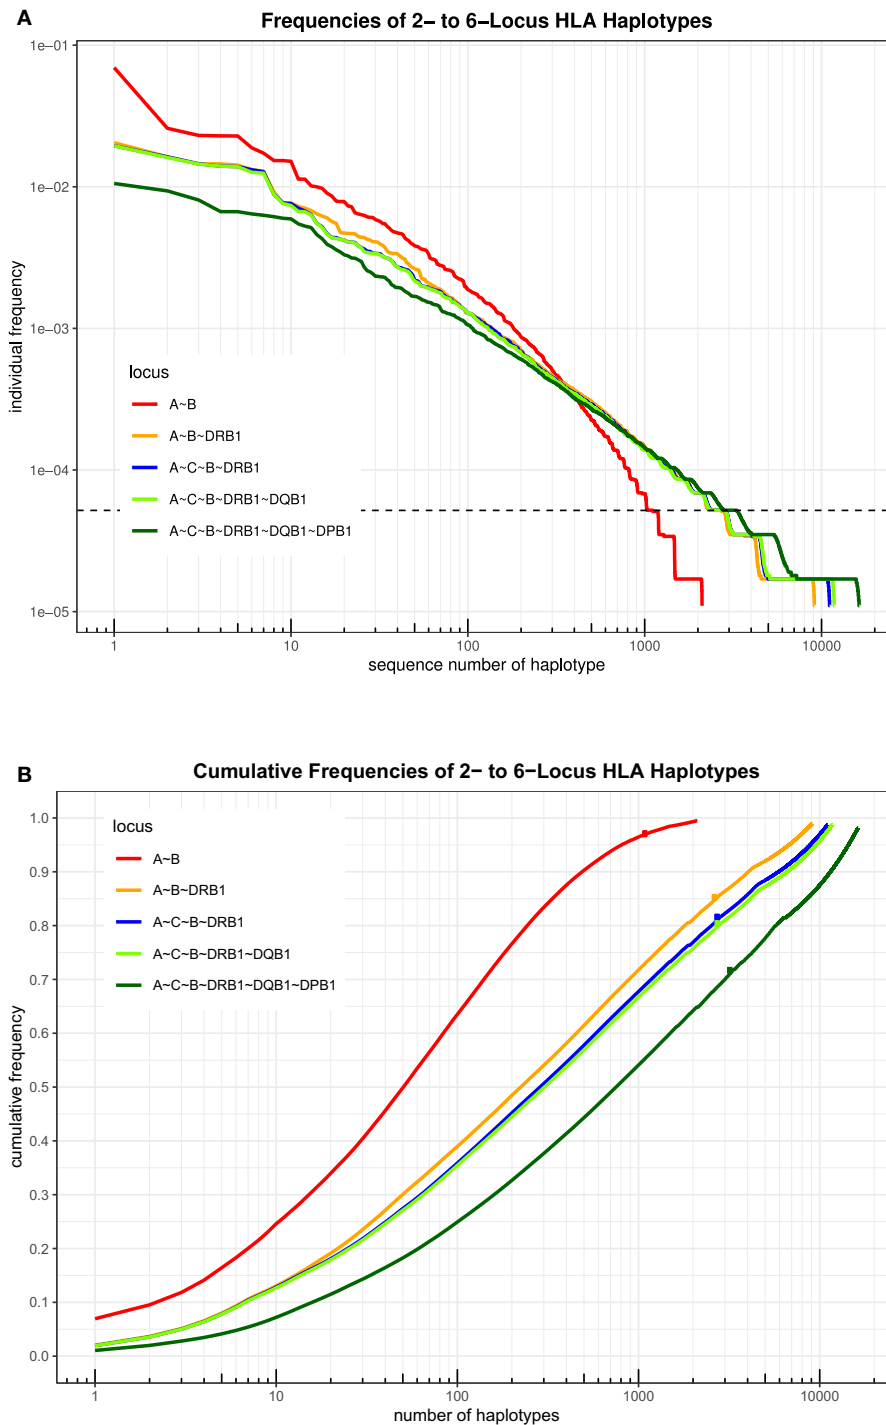 A
Frequencies of 2− to 6−Locus HLA Haplotypes
1e−01
1e−02
1e−03
1e−04
1e−05
individual frequency
locus
A~B
A~B~DRB1
A~C~B~DRB1
A~C~B~DRB1~DQB1
A~C~B~DRB1~DQB1~DPB1
1 10 100 1000 10000
sequence number of haplotype
B
Cumulative Frequencies of 2− to 6−Locus HLA Haplotypes
1.0
0.9
0.8
0.7
0.6
0.5
0.4
0.3
0.2
0.1
0.0
cumulative frequency
locus
A~B
A~B~DRB1
A~C~B~DRB1
A~C~B~DRB1~DQB1
A~C~B~DRB1~DQB1~DPB1
1 10 100 1000 10000
number of haplotypes